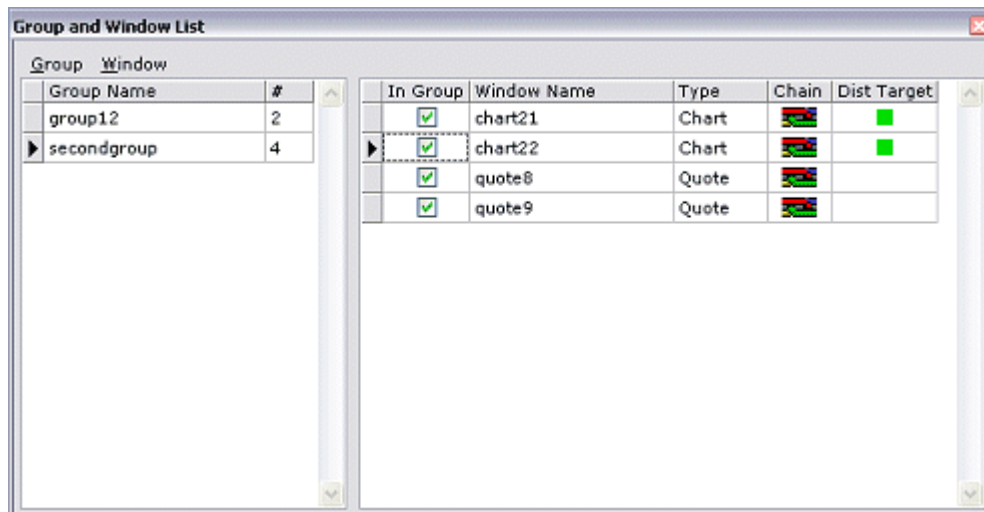 Group and Window List
Group Window
Group Name #
group12 2
secondgroup 4
In Group Window Name Type Chain Dist Target
chart21 Chart
chart22 Chart
quote8 Quote
quote9 Quote